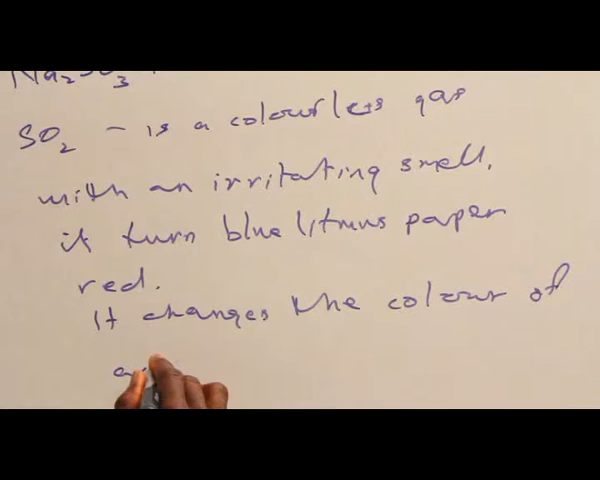 Na₂SO₃
SO₂ – is a colourless gas
with an irritating smell.
it turn blue litmus paper
red.
It changes the colour of